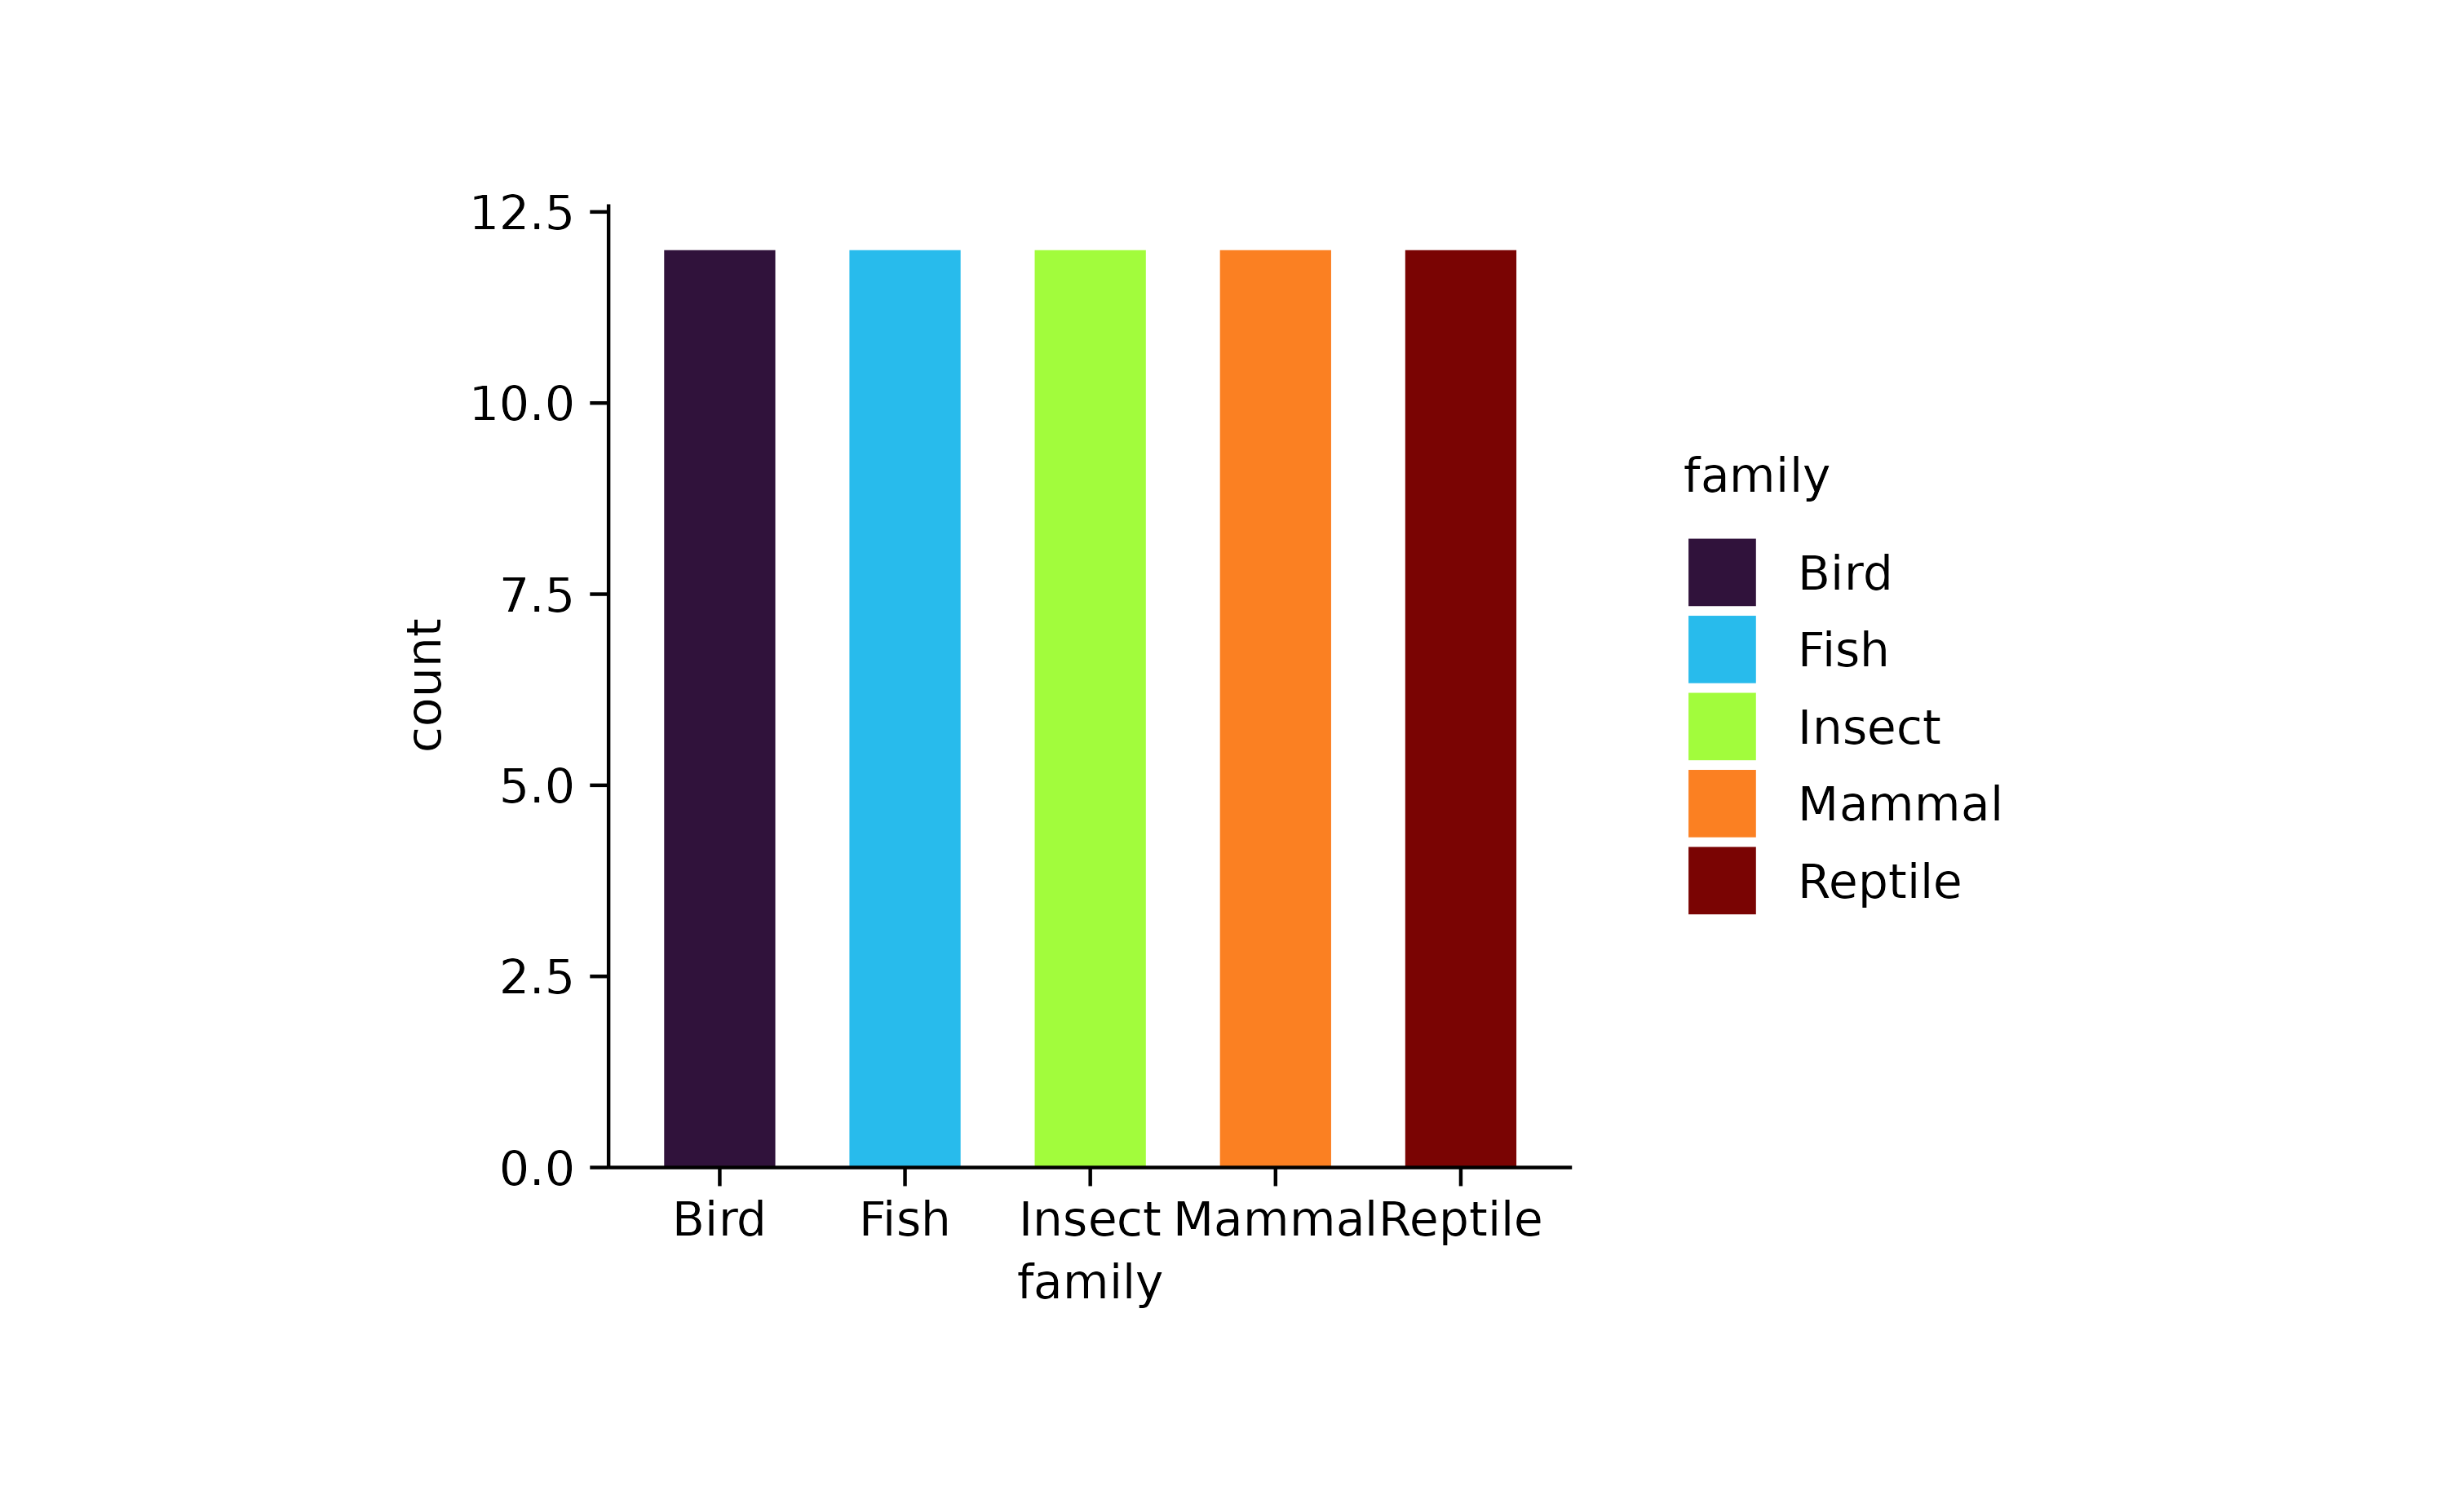 12.5
10.0
7.5
5.0
2.5
0.0
count
Bird Fish Insect Mammal Reptile
family
family
Bird
Fish
Insect
Mammal
Reptile